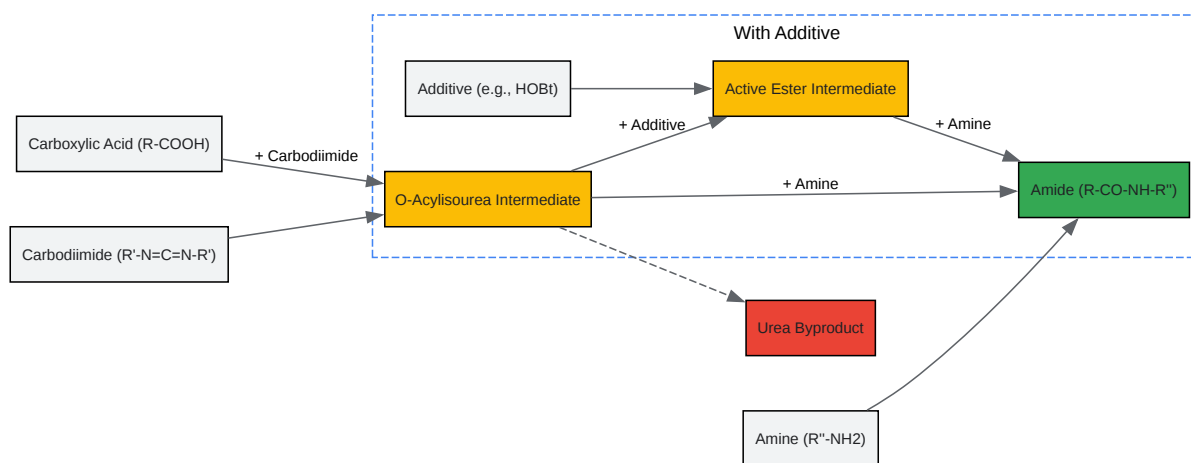 With Additive
Additive (e.g., HOBt)
Active Ester Intermediate
+ Additive
+ Amine
Carboxylic Acid (R-COOH)
+ Carbodiimide
O-Acylisourea Intermediate
+ Amine
Amide (R-CO-NH-R")
Carbodiimide (R'-N=C=N-R')
Urea Byproduct
Amine (R"-NH2)